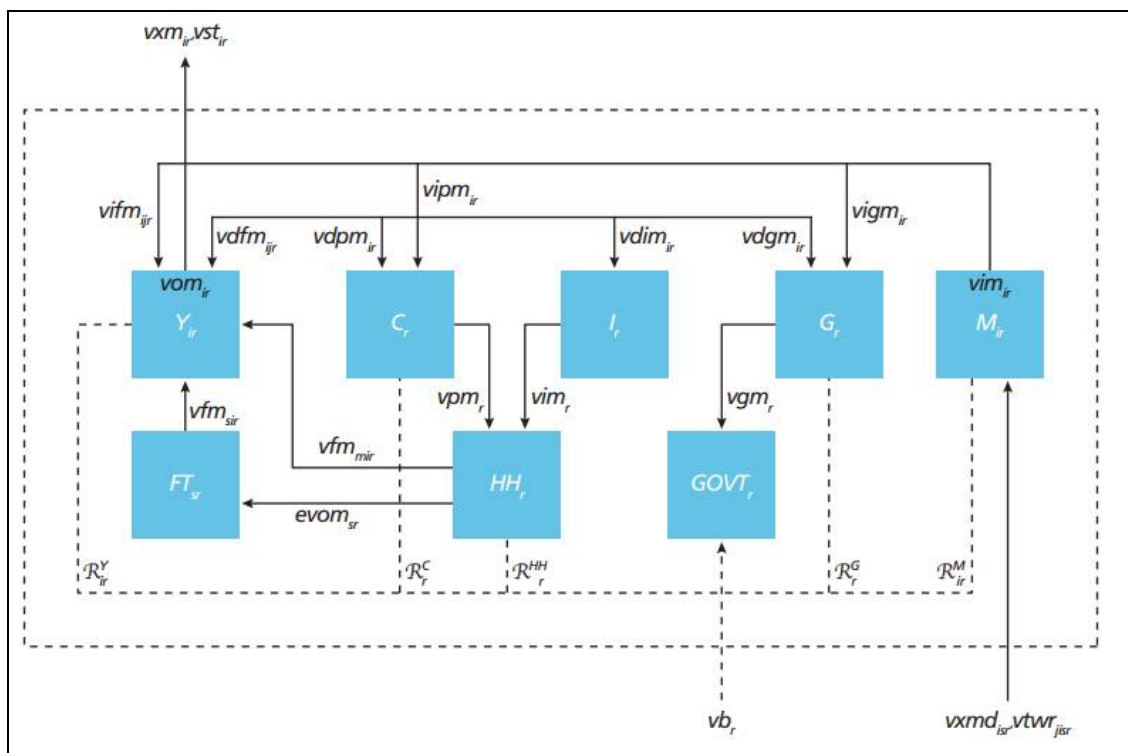 vxm_ir, vst_ir
vifm_ijr
vipm_ir
vigm_ir
vdfm_ijr
vdpm_ir
vdim_ir
vdgm_ir
vom_ir
vim_ir
Y_ir
C_r
I_r
G_r
M_ir
vfm_sir
vpm_r
vim_r
vgm_r
vfm_mir
FT_sr
HH_r
GOVT_r
evom_sr
ℛ^Y_ir
ℛ^C_r
ℛ^HH_r
ℛ^G_r
ℛ^M_ir
vb_r
vxmd_isr, vtwr_jisr